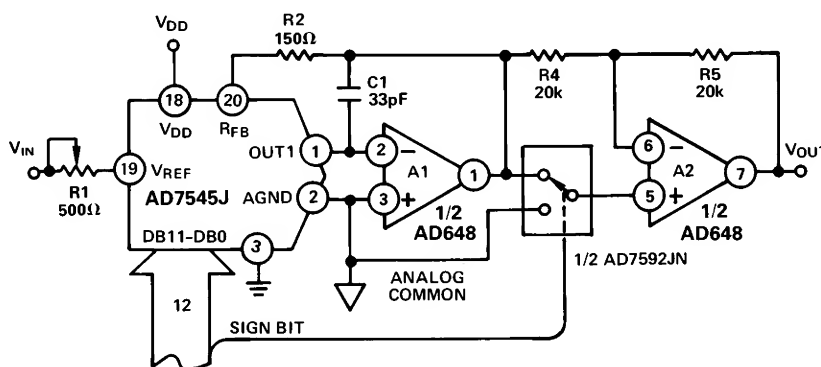 VDD
R2
150Ω
R4
20k
R5
20k
C1
33pF
18
20
VDD
RFB
VIN
R1
500Ω
19
VREF
AD7545J
OUT1
1
2
−
A1
1
AGND
2
3
+
1/2
AD648
6
−
A2
7
VOUT
5
+
1/2
AD648
DB11–DB0
3
1/2 AD7592JN
ANALOG
COMMON
12
SIGN BIT